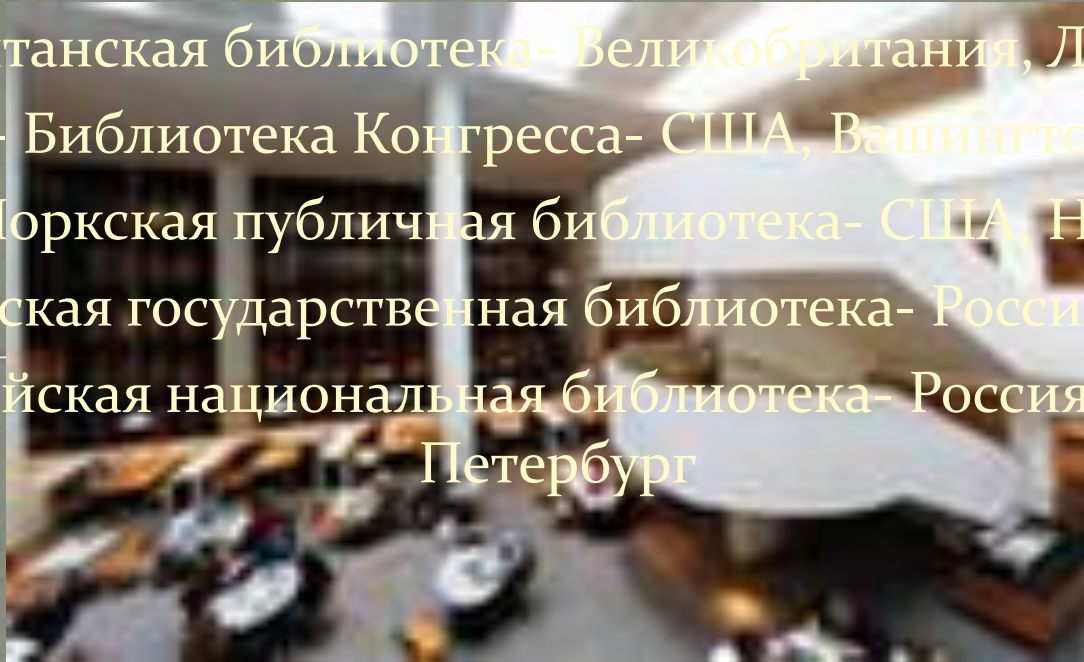 танская библиотека- Великобритания, Л
- Библиотека Конгресса- США, Вашингто
Йоркская публичная библиотека- США, Н
ская государственная библиотека- Росси
йская национальная библиотека- Россия
Петербург